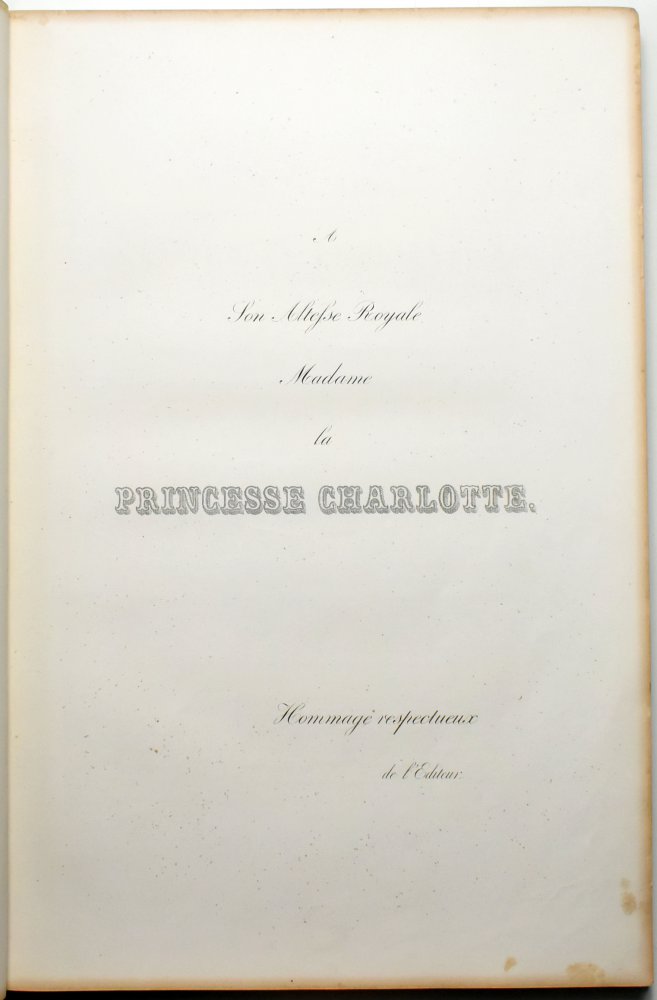 A
Son Altesse Royale
Madame
la
PRINCESSE CHARLOTTE.
Hommage respectueux
de l'Editeur.